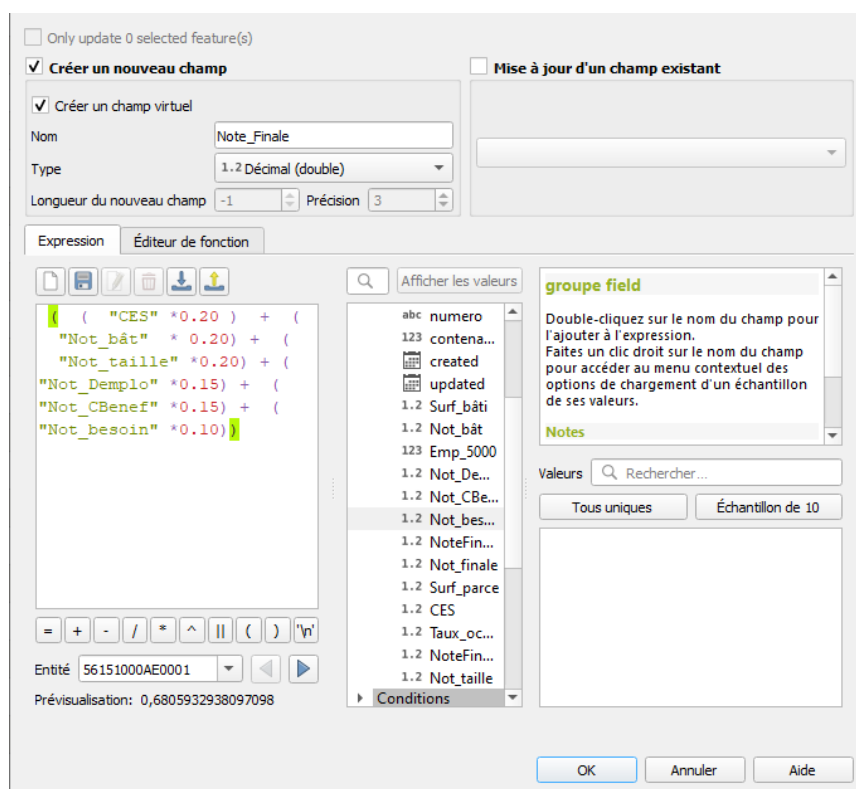 Only update 0 selected feature(s)
Créer un nouveau champ
Mise à jour d'un champ existant
Créer un champ virtuel
Nom
Note_Finale
Type
1.2 Décimal (double)
Longueur du nouveau champ
-1
Précision
3
Expression
Éditeur de fonction
( ( "CES" *0.20 ) + (
"Not_bât" * 0.20) + (
"Not_taille" *0.20) + (
"Not_Demplo" *0.15) + (
"Not_CBenef" *0.15) + (
"Not_besoin" *0.10))
= + - / * ^ || ( ) '\n'
Entité
56151000AE0001
Prévisualisation: 0,6805932938097098
Afficher les valeurs
abc numero
123 contena...
created
updated
1.2 Surf_bâti
1.2 Not_bât
123 Emp_5000
1.2 Not_De...
1.2 Not_CBe...
1.2 Not_bes...
1.2 NoteFin...
1.2 Not_finale
1.2 Surf_parce
1.2 CES
1.2 Taux_oc...
1.2 NoteFin...
1.2 Not_taille
Conditions
groupe field
Double-cliquez sur le nom du champ pour
l'ajouter à l'expression.
Faites un clic droit sur le nom du champ
pour accéder au menu contextuel des
options de chargement d'un échantillon
de ses valeurs.
Notes
Valeurs
Rechercher...
Tous uniques
Échantillon de 10
OK
Annuler
Aide